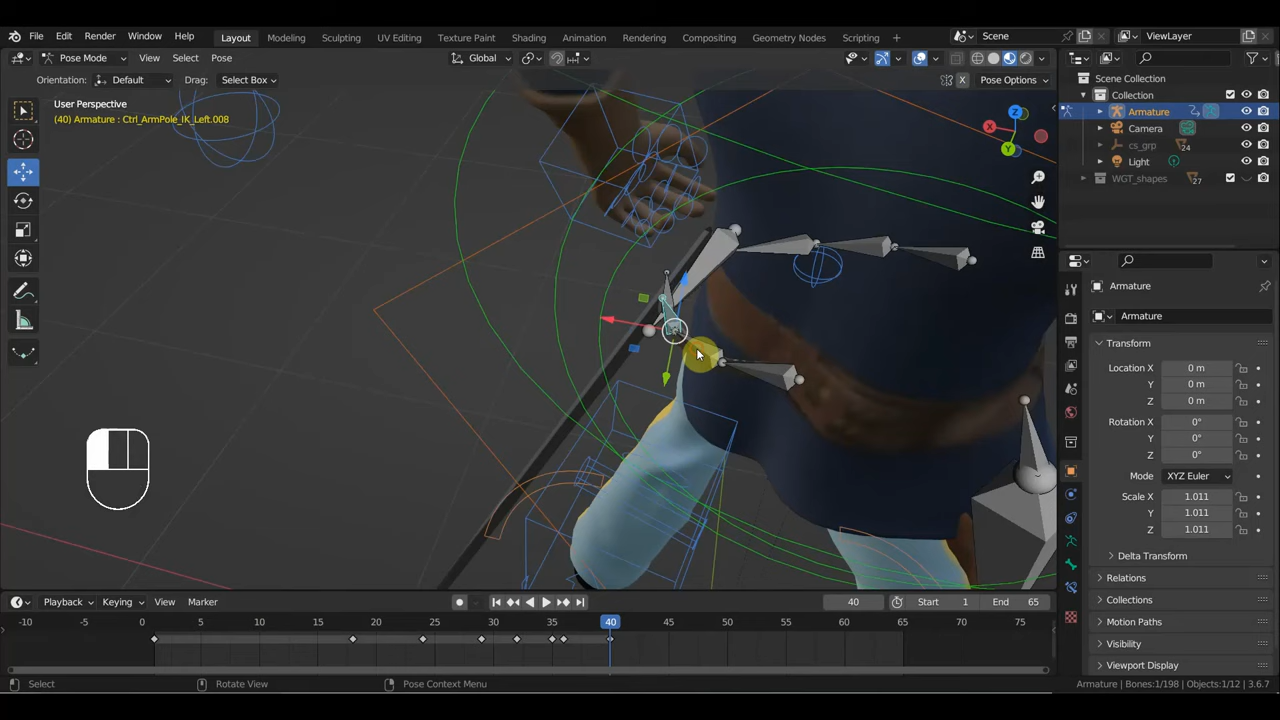 File Edit Render Window Help Layout Modeling Sculpting UV Editing Texture Paint Shading Animation Rendering Compositing Geometry Nodes Scripting + Scene ViewLayer
Pose Mode View Select Pose Global
Orientation: Default Drag: Select Box X Pose Options
User Perspective
(40) Armature : Ctrl_ArmPole_IK_Left.008
Z
X
Y
Scene Collection
Collection
Armature
Camera
cs_grp 24
Light
WGT_shapes 27
Armature
Armature
Transform
Location X 0 m
Y 0 m
Z 0 m
Rotation X 0°
Y 0°
Z 0°
Mode XYZ Euler
Scale X 1.011
Y 1.011
Z 1.011
Delta Transform
Relations
Collections
Motion Paths
Visibility
Viewport Display
Playback Keying View Marker 40 Start 1 End 65
-10 -5 0 5 10 15 20 25 30 35 40 45 50 55 60 65 70 75
Select Rotate View Pose Context Menu Armature | Bones:1/198 | Objects:1/12 | 3.6.7